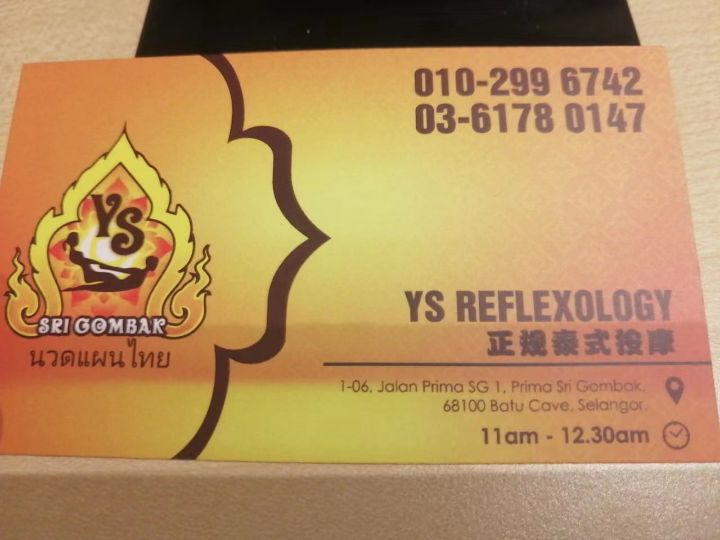 010-299 6742
03-6178 0147
YS
SRI GOMBAK
นวดแผนไทย
YS REFLEXOLOGY
正規泰式按摩
1-06, Jalan Prima SG 1, Prima Sri Gombak,
68100 Batu Cave, Selangor.
11am - 12.30am